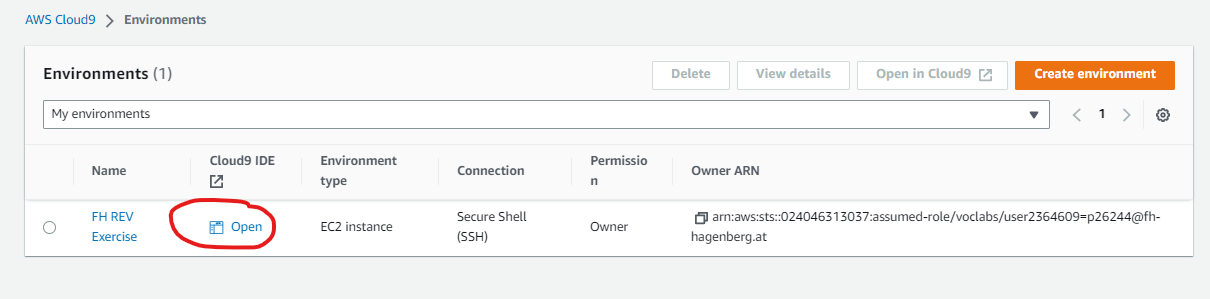 AWS Cloud9 > Environments
Environments (1)
Delete
View details
Open in Cloud9
Create environment
My environments
1
Name
Cloud9 IDE
Environment
type
Connection
Permissio
n
Owner ARN
FH REV
Exercise
Open
EC2 instance
Secure Shell
(SSH)
Owner
arn:aws:sts::024046313037:assumed-role/voclabs/user2364609=p26244@fh-
hagenberg.at